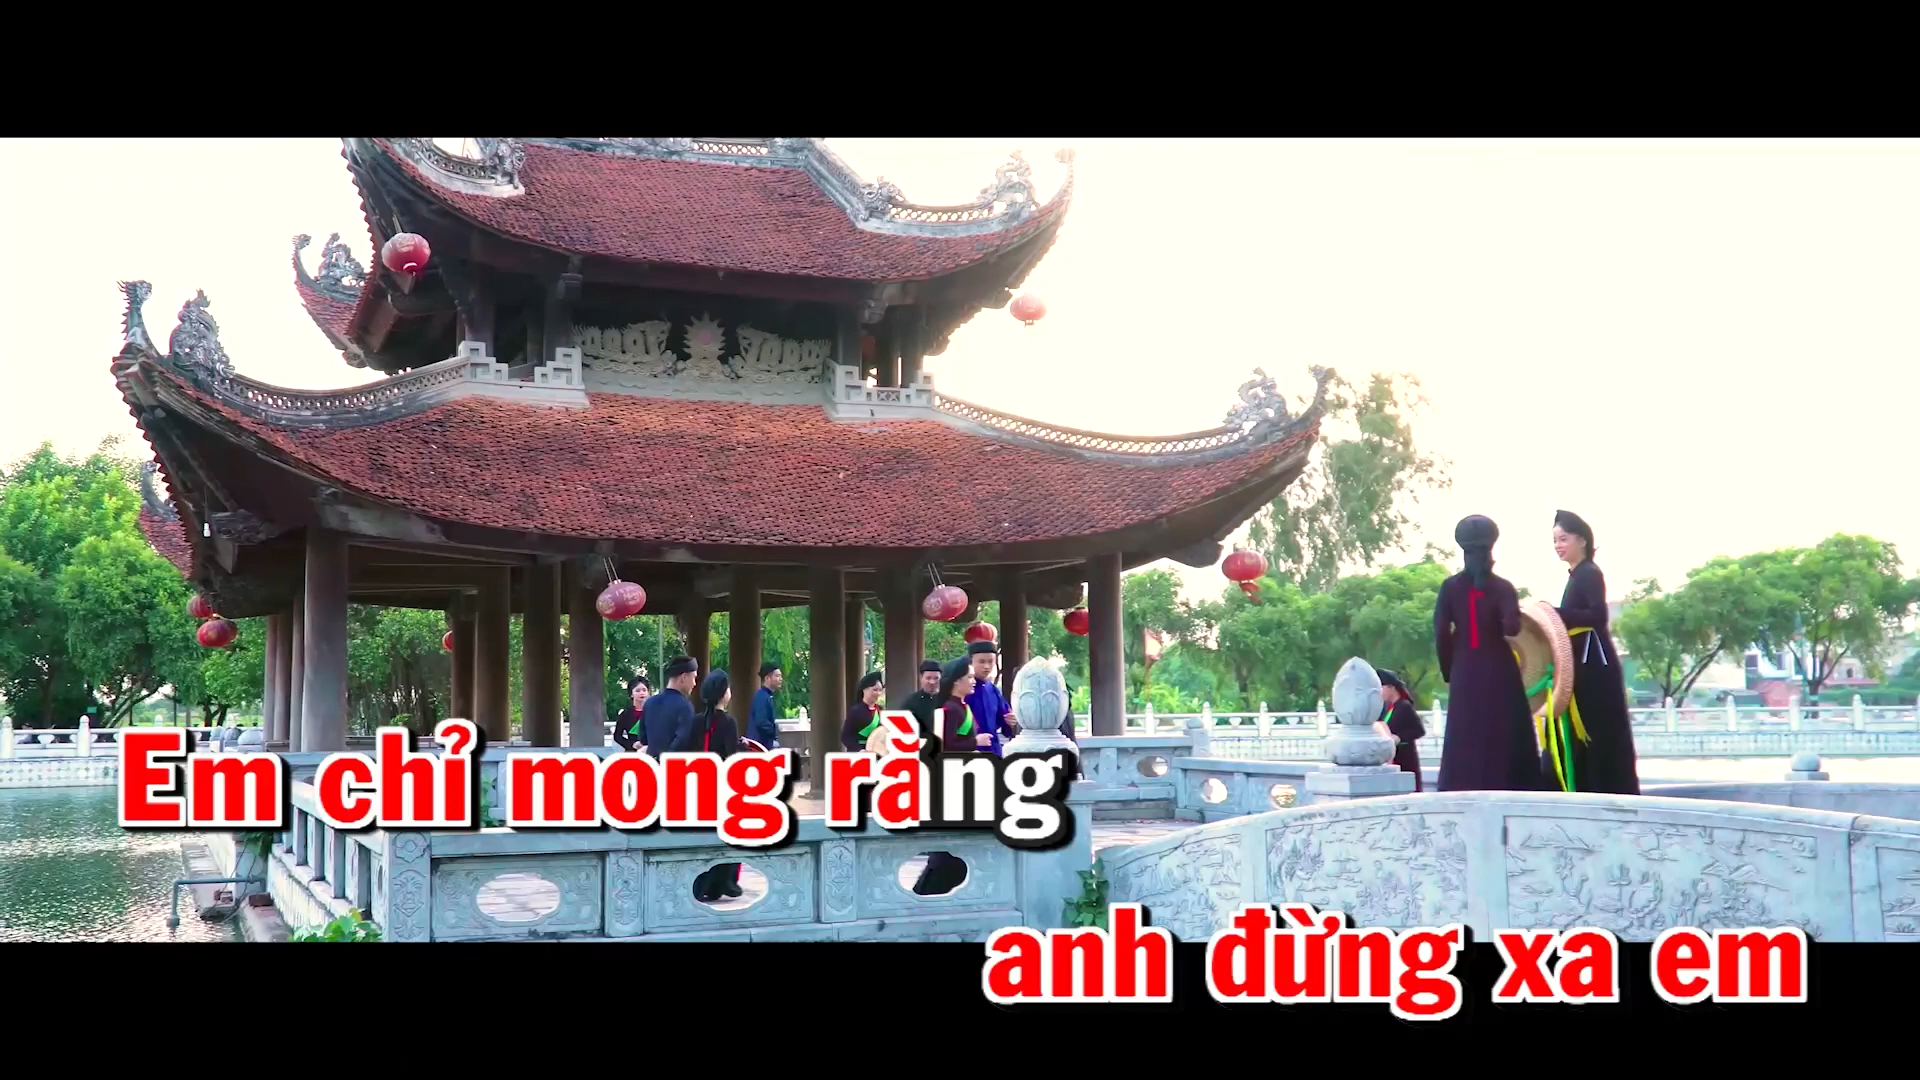 Em chỉ mong rằng
anh đừng xa em